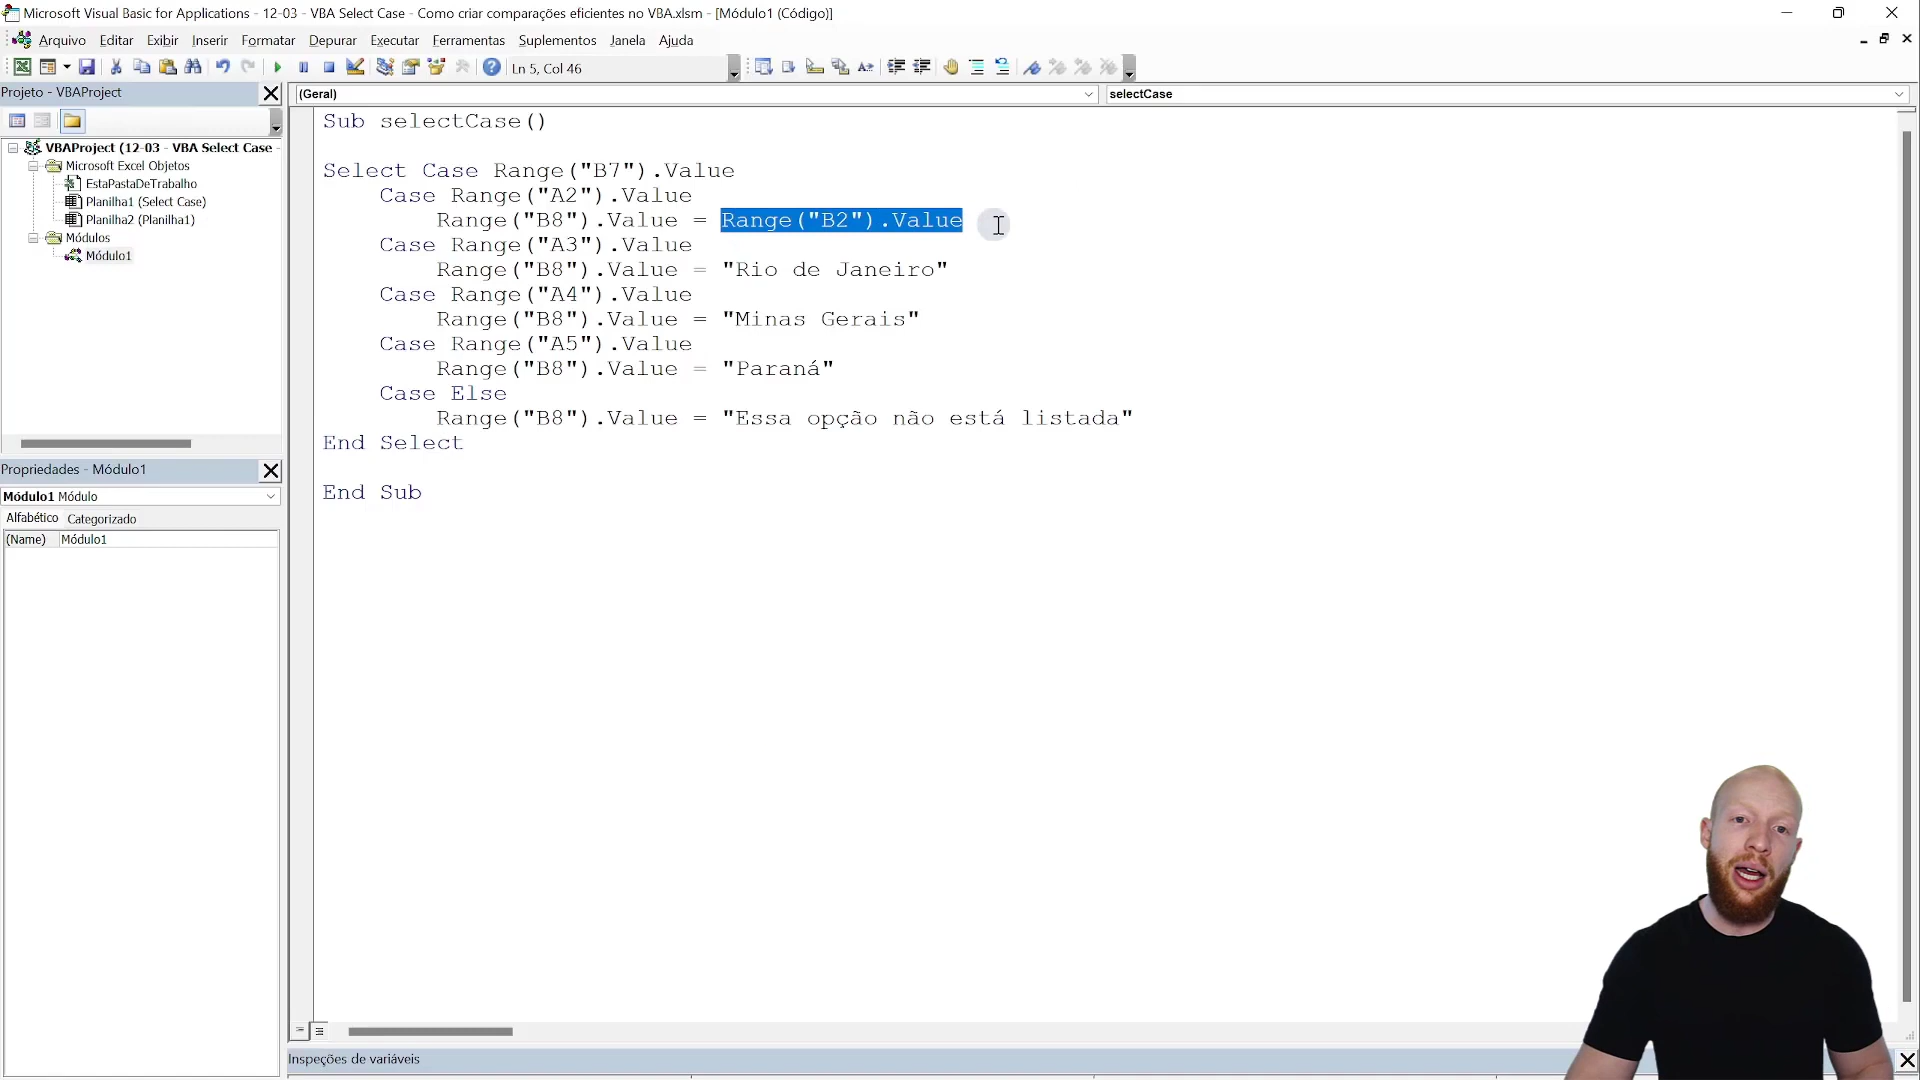 Microsoft Visual Basic for Applications - 12-03 - VBA Select Case - Como criar comparações eficientes no VBA.xlsm - [Módulo1 (Código)]
Arquivo Editar Exibir Inserir Formatar Depurar Executar Ferramentas Suplementos Janela Ajuda
Ln 5, Col 46
Projeto - VBAProject
(Geral)
selectCase
VBAProject (12-03 - VBA Select Case -
Microsoft Excel Objetos
EstaPastaDeTrabalho
Planilha1 (Select Case)
Planilha2 (Planilha1)
Módulos
Módulo1
Propriedades - Módulo1
Módulo1 Módulo
Alfabético Categorizado
(Name) Módulo1
Sub selectCase()
Select Case Range("B7").Value
Case Range("A2").Value
Range("B8").Value = Range("B2").Value
Case Range("A3").Value
Range("B8").Value = "Rio de Janeiro"
Case Range("A4").Value
Range("B8").Value = "Minas Gerais"
Case Range("A5").Value
Range("B8").Value = "Paraná"
Case Else
Range("B8").Value = "Essa opção não está listada"
End Select
End Sub
Inspeções de variáveis